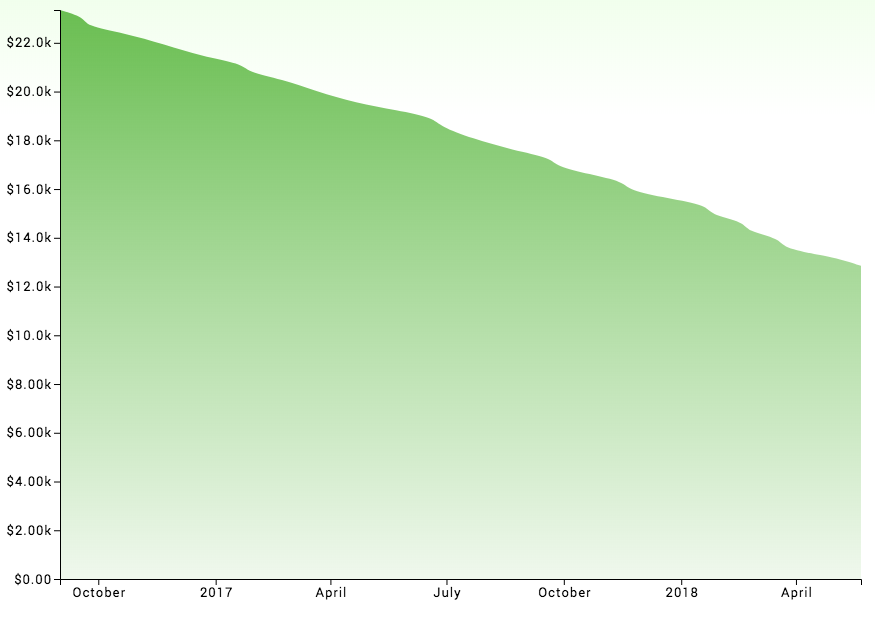 $22.0k
$20.0k
$18.0k
$16.0k
$14.0k
$12.0k
$10.0k
$8.00k
$6.00k
$4.00k
$2.00k
$0.00
October 2017 April July October 2018 April